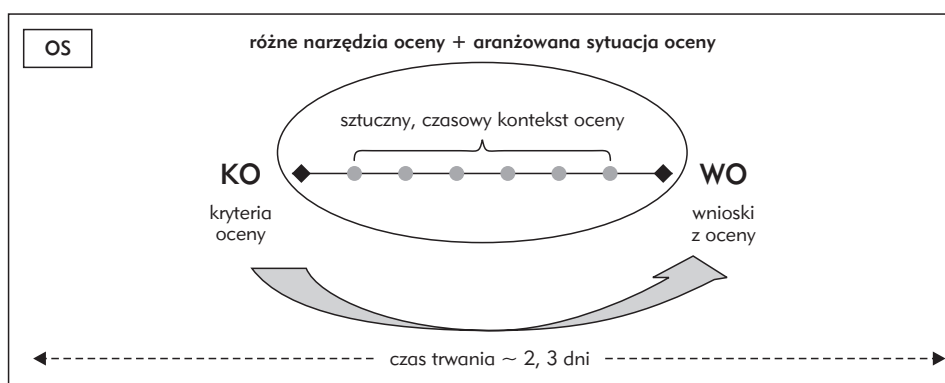 OS
różne narzędzia oceny + aranżowana sytuacja oceny
sztuczny, czasowy kontekst oceny
KO
WO
kryteria
oceny
wnioski
z oceny
czas trwania ~ 2, 3 dni